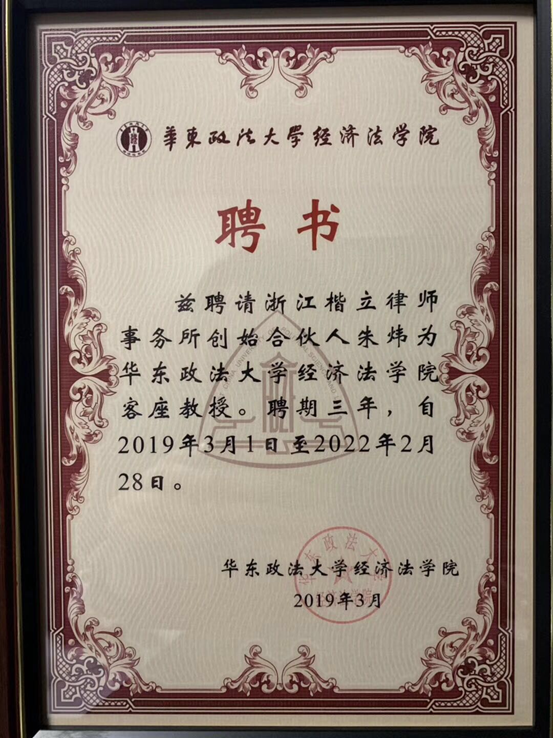 華東政法大學经济法学院
聘书
兹聘请浙江楷立律师
事务所创始合伙人朱炜为
华东政法大学经济法学院
客座教授。聘期三年，自
2019年3月1日至2022年2月
28日。
华东政法大学经济法学院
2019年3月